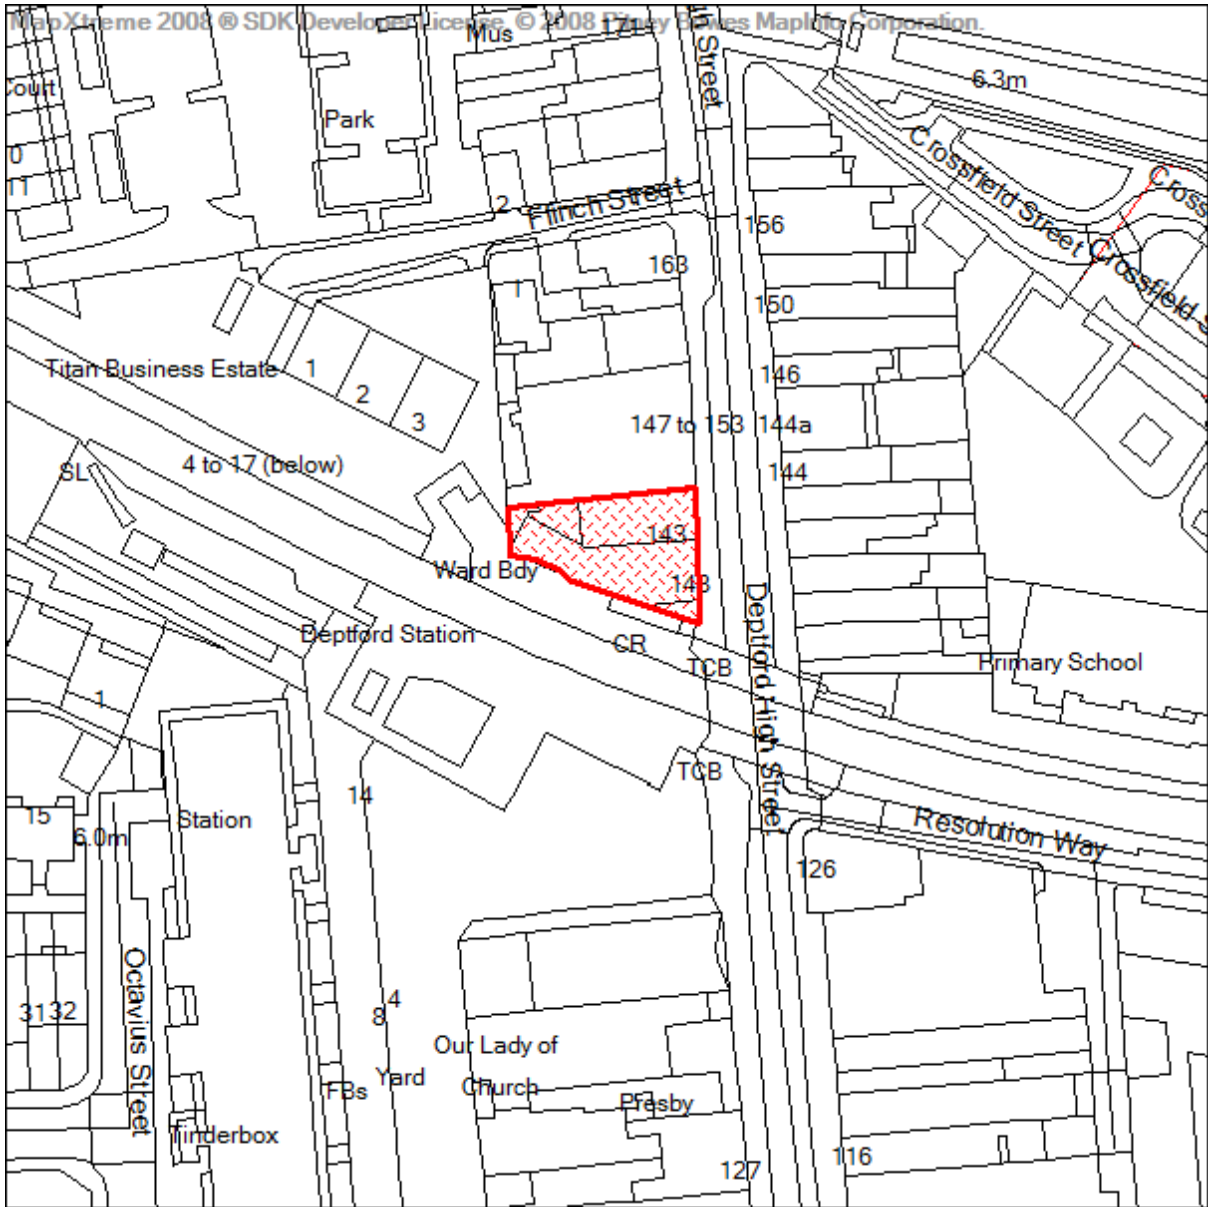 MapXtreme 2008 ® SDK Developer License. © 2008 Pitney Bowes MapInfo Corporation.
Mus
171
Street
6.3m
Court
Park
Crossfield Street
10
11
2
Ffinch Street
156
Crossfield
163
1
150
Titan Business Estate
1
2
3
146
147 to 153
144a
4 to 17 (below)
SL
144
143
Ward Bdy
143
Deptford High Street
Deptford Station
CR
TCB
Primary School
1
TCB
14
15
6.0m
Station
Resolution Way
126
Octavius Street
31
32
4
8
Our Lady of
Church
Yard
FBs
Presby
Tinderbox
127
116